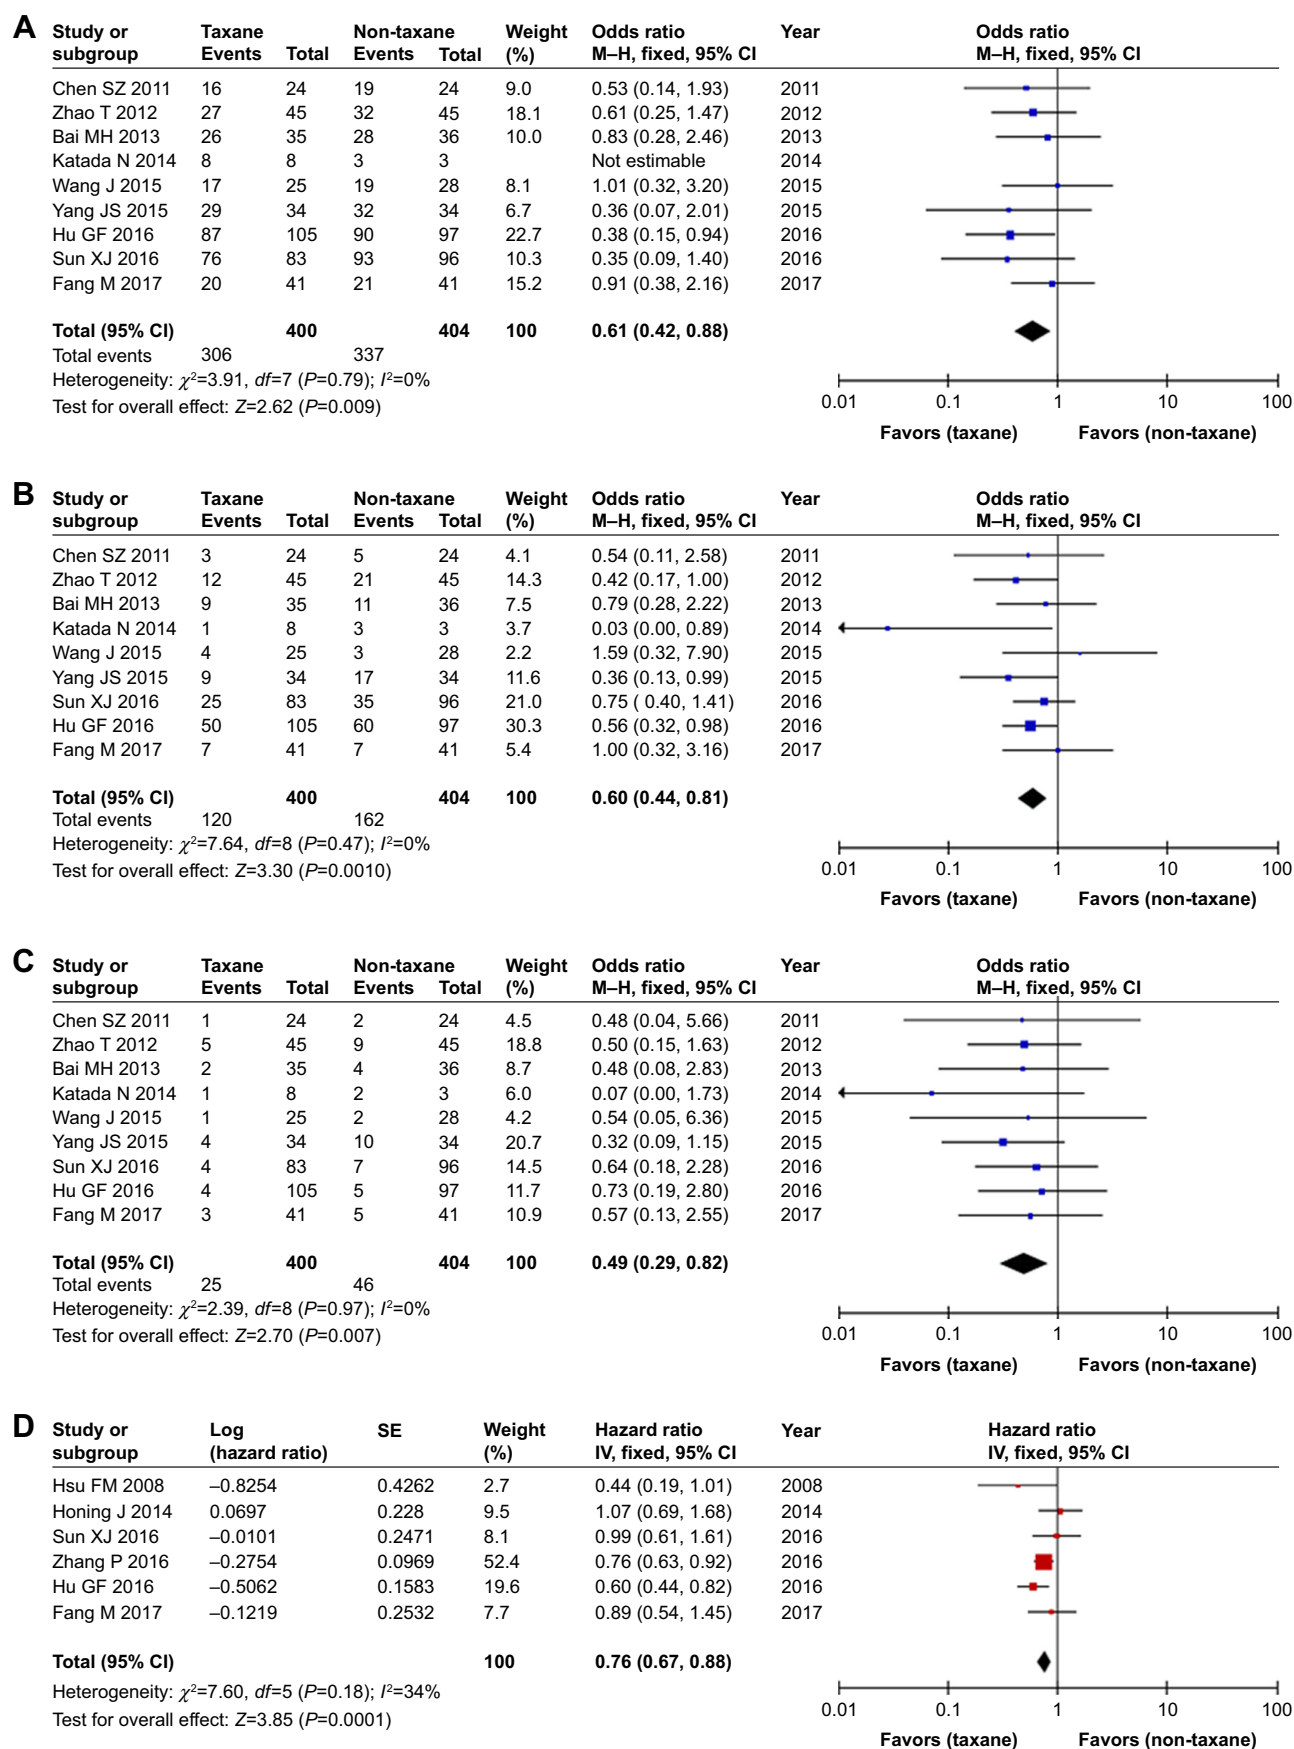 A Study or Taxane Non-taxane Weight Odds ratio Year Odds ratio
subgroup Events Total Events Total (%) M–H, fixed, 95% CI M–H, fixed, 95% CI
Chen SZ 2011 16 24 19 24 9.0 0.53 (0.14, 1.93) 2011
Zhao T 2012 27 45 32 45 18.1 0.61 (0.25, 1.47) 2012
Bai MH 2013 26 35 28 36 10.0 0.83 (0.28, 2.46) 2013
Katada N 2014 8 8 3 3 Not estimable 2014
Wang J 2015 17 25 19 28 8.1 1.01 (0.32, 3.20) 2015
Yang JS 2015 29 34 32 34 6.7 0.36 (0.07, 2.01) 2015
Hu GF 2016 87 105 90 97 22.7 0.38 (0.15, 0.94) 2016
Sun XJ 2016 76 83 93 96 10.3 0.35 (0.09, 1.40) 2016
Fang M 2017 20 41 21 41 15.2 0.91 (0.38, 2.16) 2017
Total (95% CI) 400 404 100 0.61 (0.42, 0.88)
Total events 306 337
Heterogeneity: χ²=3.91, df=7 (P=0.79); I²=0%
Test for overall effect: Z=2.62 (P=0.009)
0.01 0.1 1 10 100
Favors (taxane) Favors (non-taxane)
B Study or Taxane Non-taxane Weight Odds ratio Year Odds ratio
subgroup Events Total Events Total (%) M–H, fixed, 95% CI M–H, fixed, 95% CI
Chen SZ 2011 3 24 5 24 4.1 0.54 (0.11, 2.58) 2011
Zhao T 2012 12 45 21 45 14.3 0.42 (0.17, 1.00) 2012
Bai MH 2013 9 35 11 36 7.5 0.79 (0.28, 2.22) 2013
Katada N 2014 1 8 3 3 3.7 0.03 (0.00, 0.89) 2014
Wang J 2015 4 25 3 28 2.2 1.59 (0.32, 7.90) 2015
Yang JS 2015 9 34 17 34 11.6 0.36 (0.13, 0.99) 2015
Sun XJ 2016 25 83 35 96 21.0 0.75 ( 0.40, 1.41) 2016
Hu GF 2016 50 105 60 97 30.3 0.56 (0.32, 0.98) 2016
Fang M 2017 7 41 7 41 5.4 1.00 (0.32, 3.16) 2017
Total (95% CI) 400 404 100 0.60 (0.44, 0.81)
Total events 120 162
Heterogeneity: χ²=7.64, df=8 (P=0.47); I²=0%
Test for overall effect: Z=3.30 (P=0.0010)
0.01 0.1 1 10 100
Favors (taxane) Favors (non-taxane)
C Study or Taxane Non-taxane Weight Odds ratio Year Odds ratio
subgroup Events Total Events Total (%) M–H, fixed, 95% CI M–H, fixed, 95% CI
Chen SZ 2011 1 24 2 24 4.5 0.48 (0.04, 5.66) 2011
Zhao T 2012 5 45 9 45 18.8 0.50 (0.15, 1.63) 2012
Bai MH 2013 2 35 4 36 8.7 0.48 (0.08, 2.83) 2013
Katada N 2014 1 8 2 3 6.0 0.07 (0.00, 1.73) 2014
Wang J 2015 1 25 2 28 4.2 0.54 (0.05, 6.36) 2015
Yang JS 2015 4 34 10 34 20.7 0.32 (0.09, 1.15) 2015
Sun XJ 2016 4 83 7 96 14.5 0.64 (0.18, 2.28) 2016
Hu GF 2016 4 105 5 97 11.7 0.73 (0.19, 2.80) 2016
Fang M 2017 3 41 5 41 10.9 0.57 (0.13, 2.55) 2017
Total (95% CI) 400 404 100 0.49 (0.29, 0.82)
Total events 25 46
Heterogeneity: χ²=2.39, df=8 (P=0.97); I²=0%
Test for overall effect: Z=2.70 (P=0.007)
0.01 0.1 1 10 100
Favors (taxane) Favors (non-taxane)
D Study or Log SE Weight Hazard ratio Year Hazard ratio
subgroup (hazard ratio) (%) IV, fixed, 95% CI IV, fixed, 95% CI
Hsu FM 2008 –0.8254 0.4262 2.7 0.44 (0.19, 1.01) 2008
Honing J 2014 0.0697 0.228 9.5 1.07 (0.69, 1.68) 2014
Sun XJ 2016 –0.0101 0.2471 8.1 0.99 (0.61, 1.61) 2016
Zhang P 2016 –0.2754 0.0969 52.4 0.76 (0.63, 0.92) 2016
Hu GF 2016 –0.5062 0.1583 19.6 0.60 (0.44, 0.82) 2016
Fang M 2017 –0.1219 0.2532 7.7 0.89 (0.54, 1.45) 2017
Total (95% CI) 100 0.76 (0.67, 0.88)
Heterogeneity: χ²=7.60, df=5 (P=0.18); I²=34%
Test for overall effect: Z=3.85 (P=0.0001)
0.01 0.1 1 10 100
Favors (taxane) Favors (non-taxane)